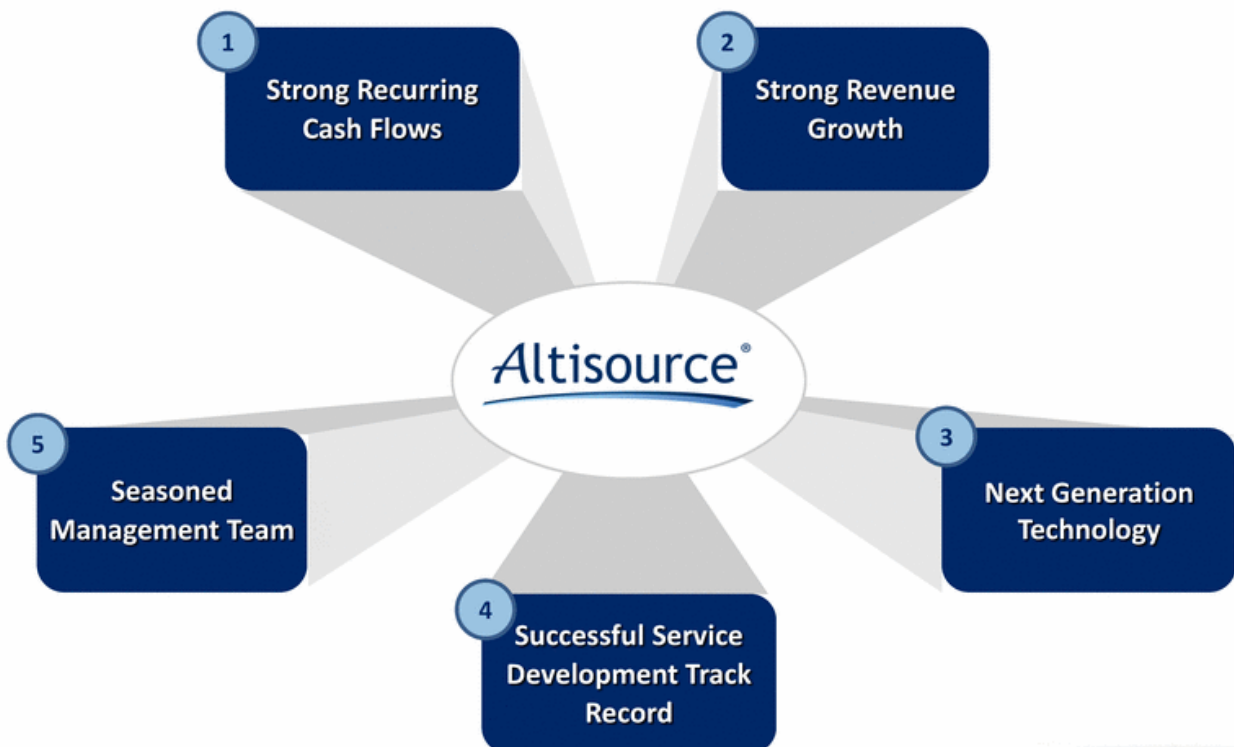 1
Strong Recurring
Cash Flows
2
Strong Revenue
Growth
Altisource®
3
Next Generation
Technology
4
Successful Service
Development Track
Record
5
Seasoned
Management Team